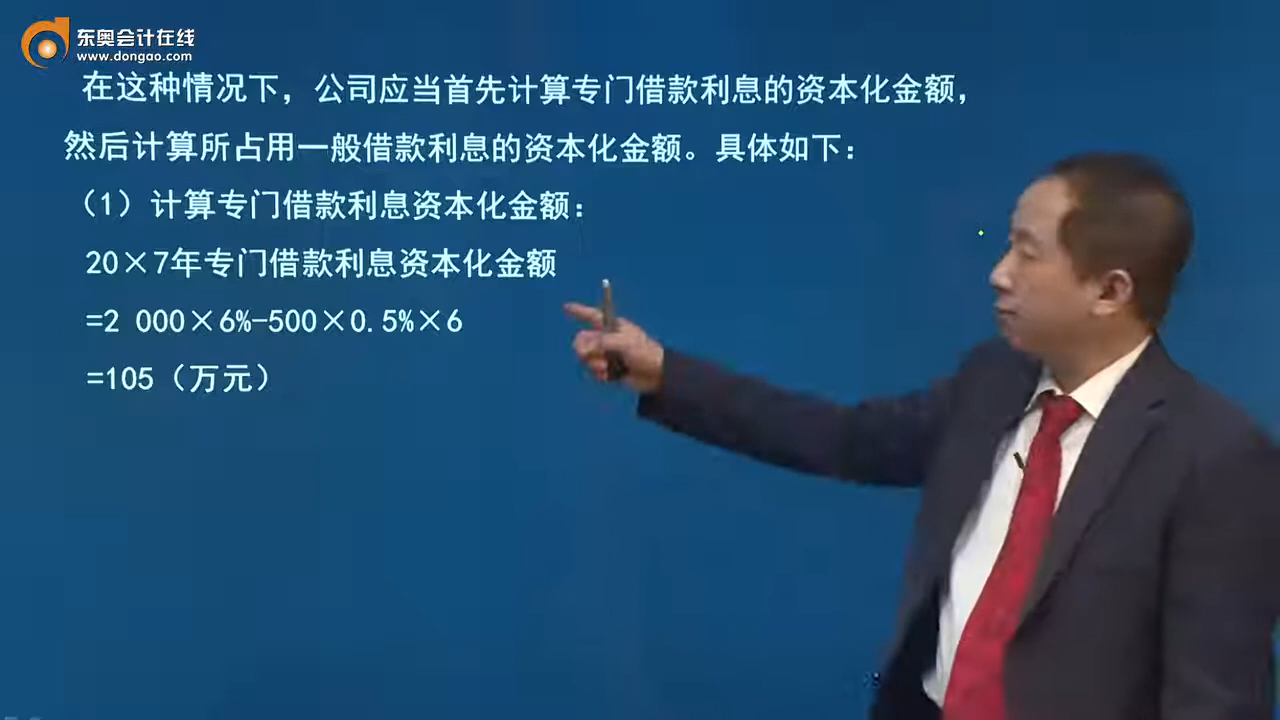 东奥会计在线
www.dongao.com
在这种情况下，公司应当首先计算专门借款利息的资本化金额，
然后计算所占用一般借款利息的资本化金额。具体如下：
（1）计算专门借款利息资本化金额：
20×7年专门借款利息资本化金额
=2 000×6%-500×0.5%×6
=105（万元）